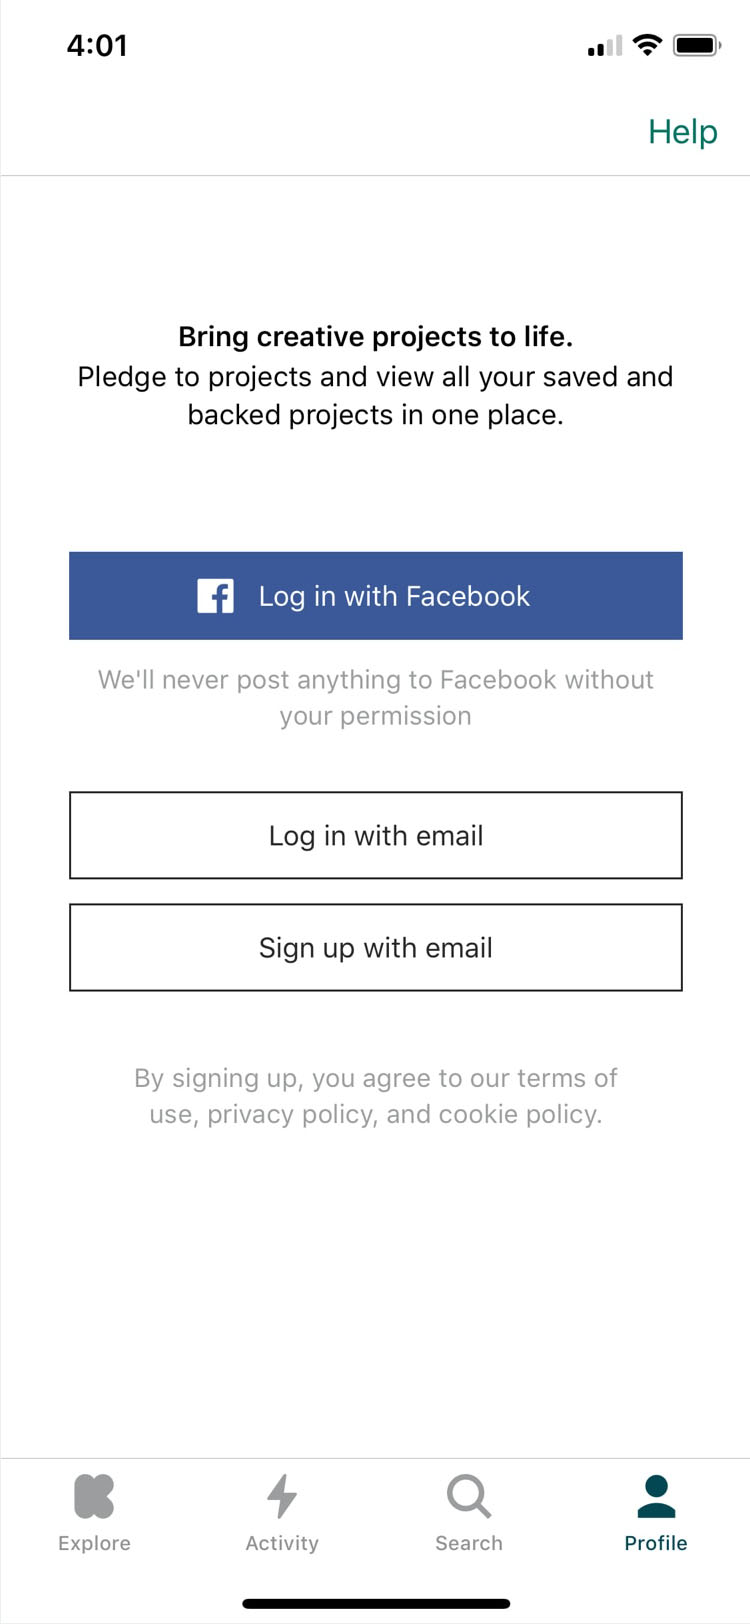 4:01
Help
Bring creative projects to life.
Pledge to projects and view all your saved and
backed projects in one place.
Log in with Facebook
We'll never post anything to Facebook without
your permission
Log in with email
Sign up with email
By signing up, you agree to our terms of
use, privacy policy, and cookie policy.
Explore
Activity
Search
Profile